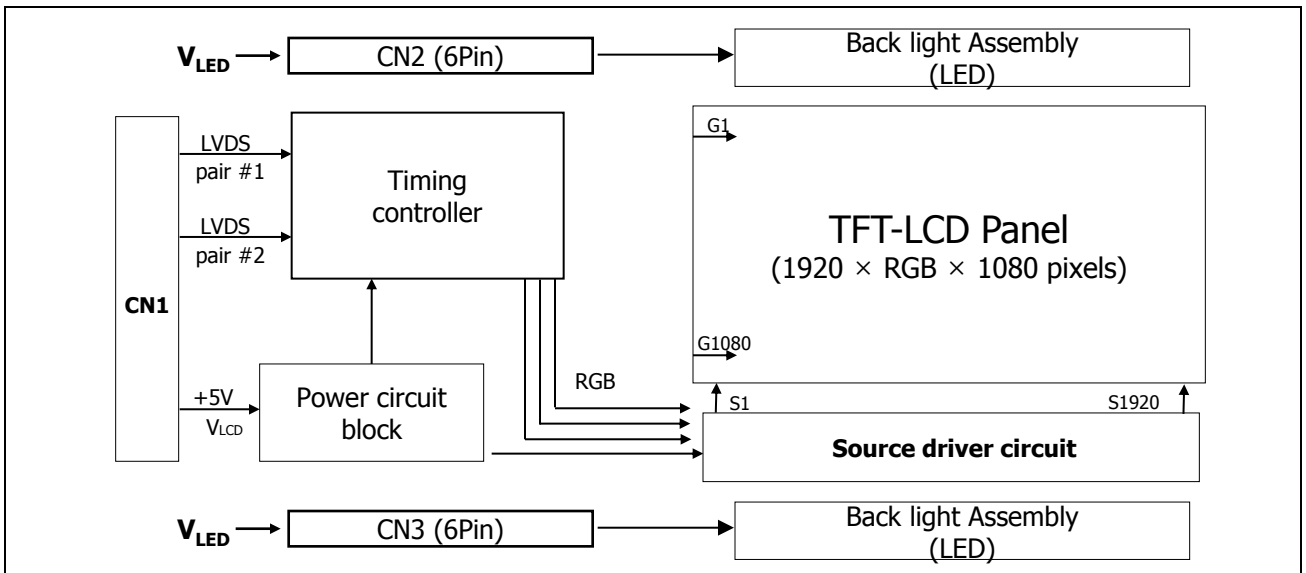 VLED
CN2 (6Pin)
Back light Assembly
(LED)
CN1
LVDS
pair #1
LVDS
pair #2
Timing
controller
G1
TFT-LCD Panel
(1920 × RGB × 1080 pixels)
G1080
+5V
VLCD
Power circuit
block
RGB
S1
S1920
Source driver circuit
VLED
CN3 (6Pin)
Back light Assembly
(LED)